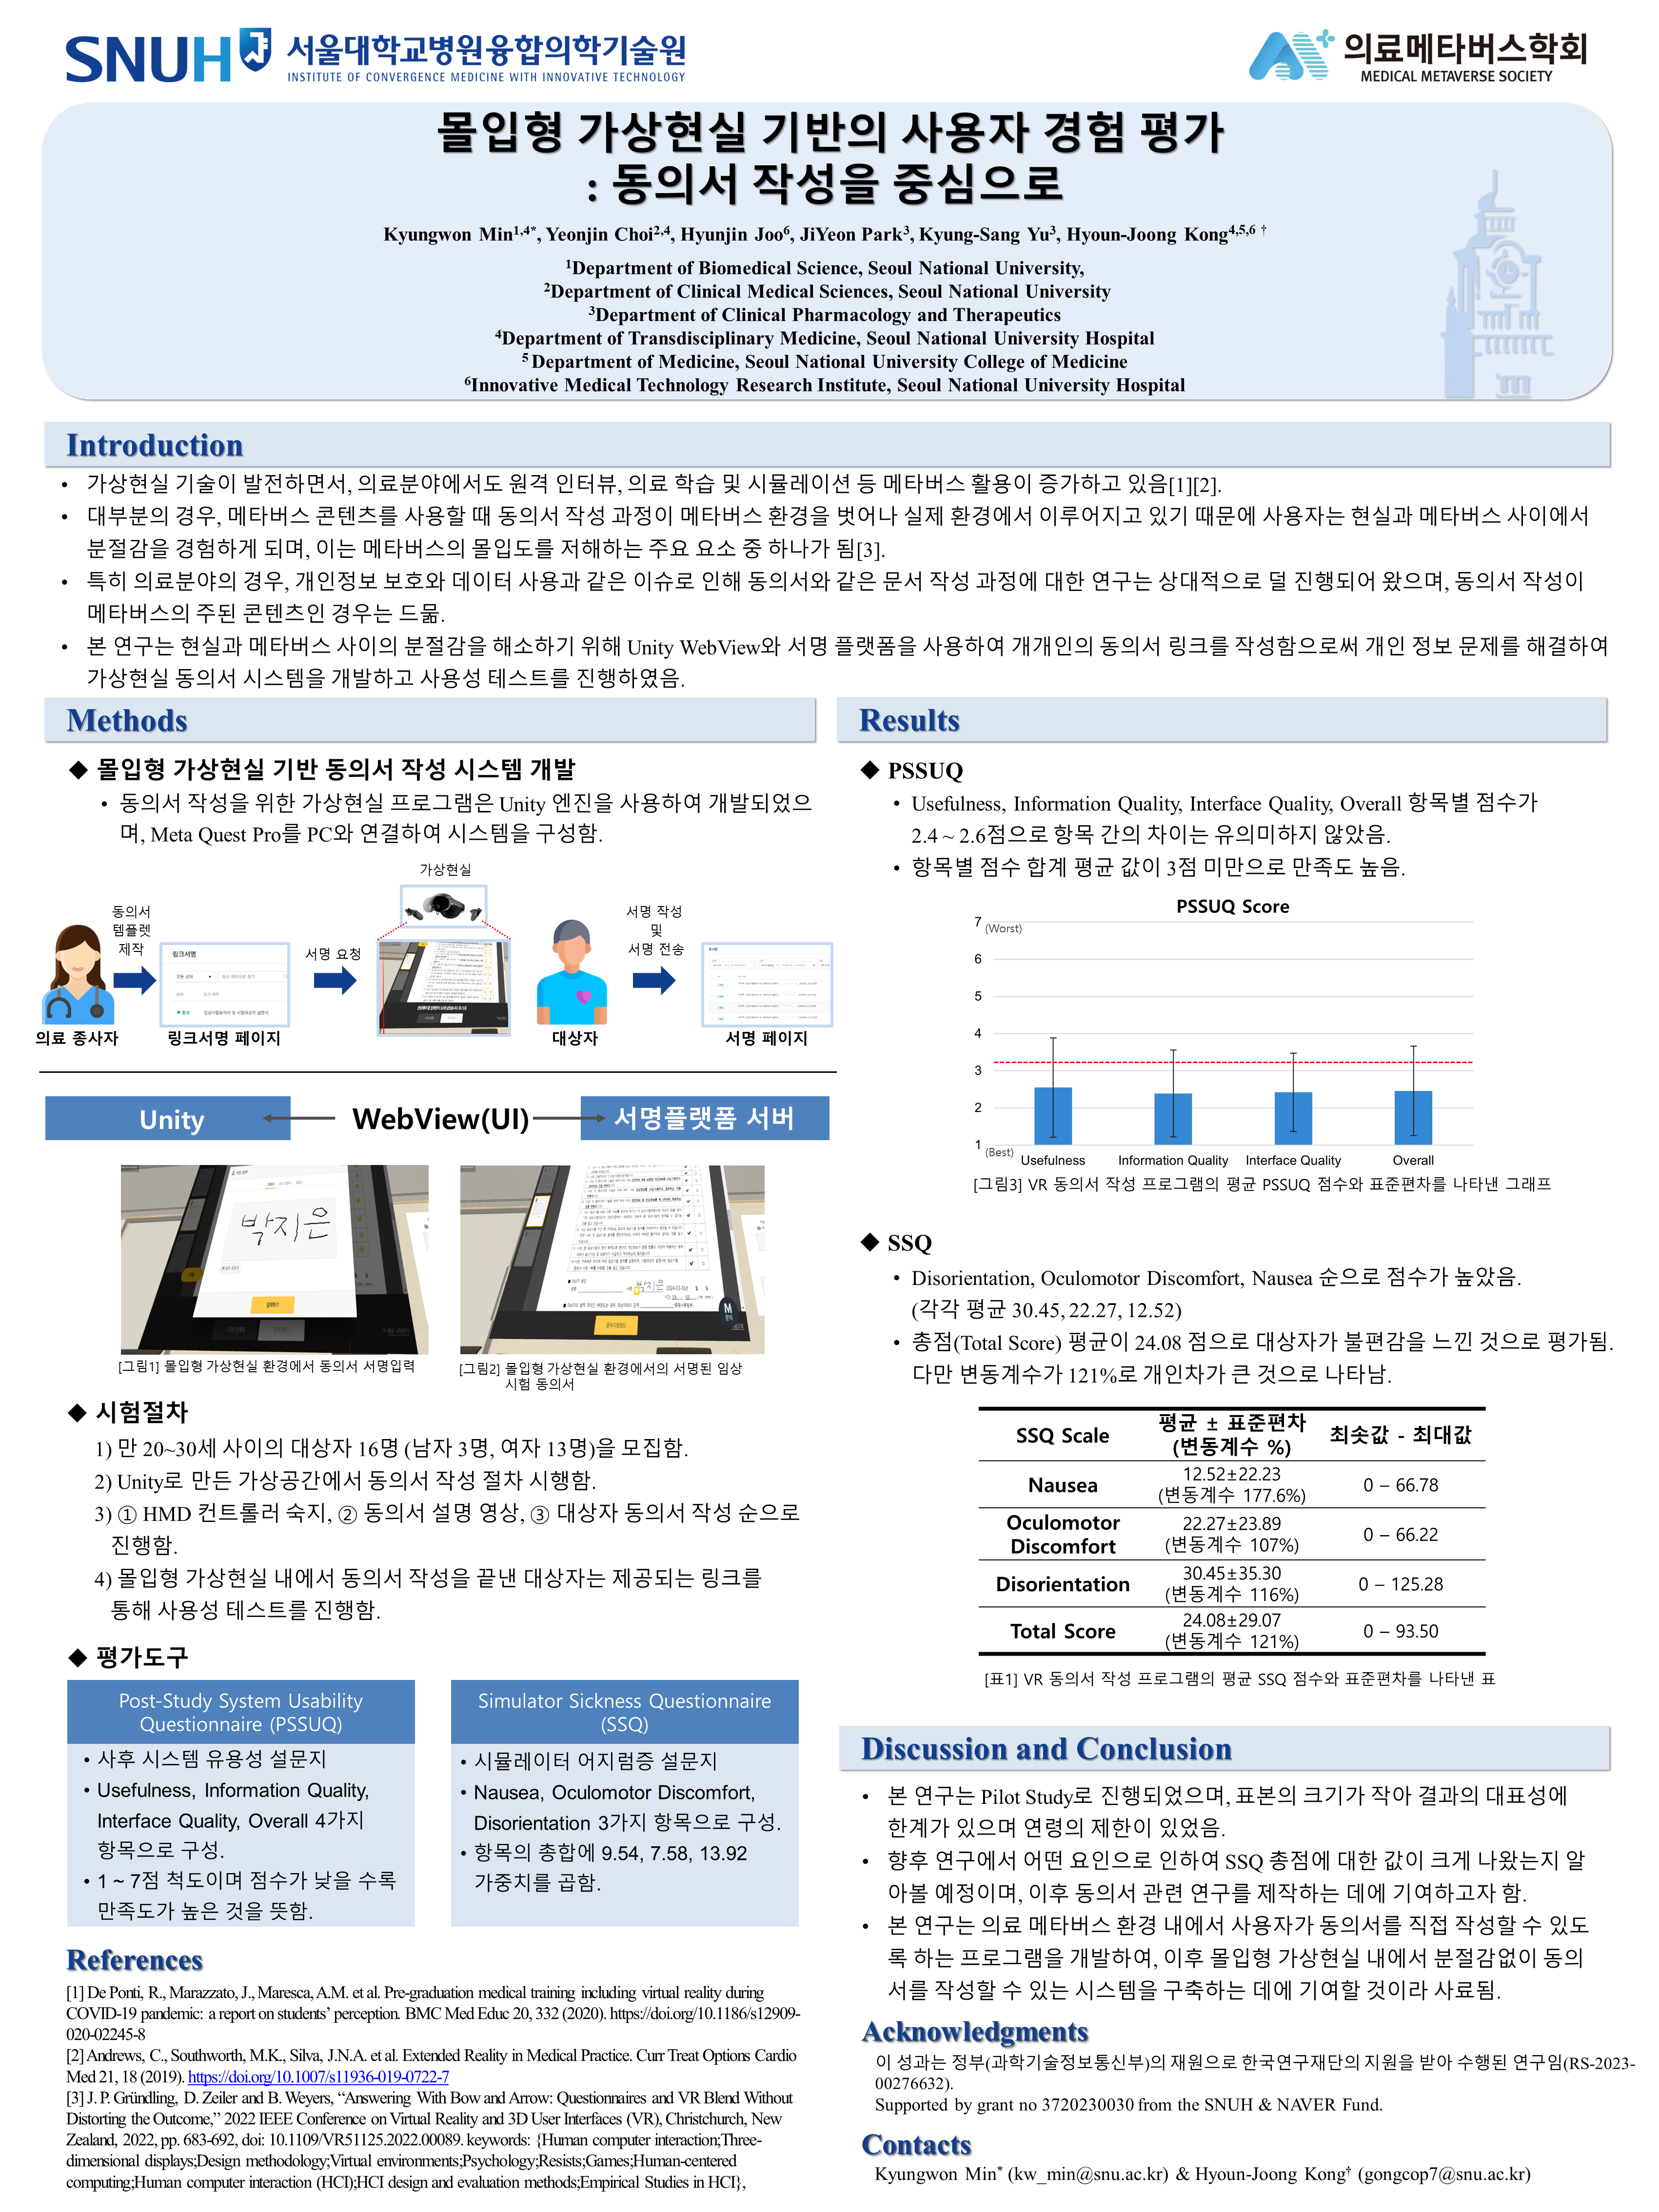 SNUH 서울대학교병원융합의학기술원
INSTITUTE OF CONVERGENCE MEDICINE WITH INNOVATIVE TECHNOLOGY
의료메타버스학회
MEDICAL METAVERSE SOCIETY
몰입형 가상현실 기반의 사용자 경험 평가
: 동의서 작성을 중심으로
Kyungwon Min1,4*, Yeonjin Choi2,4, Hyunjin Joo6, JiYeon Park3, Kyung-Sang Yu3, Hyoun-Joong Kong4,5,6 †
1Department of Biomedical Science, Seoul National University,
2Department of Clinical Medical Sciences, Seoul National University
3Department of Clinical Pharmacology and Therapeutics
4Department of Transdisciplinary Medicine, Seoul National University Hospital
5 Department of Medicine, Seoul National University College of Medicine
6Innovative Medical Technology Research Institute, Seoul National University Hospital
Introduction
• 가상현실 기술이 발전하면서, 의료분야에서도 원격 인터뷰, 의료 학습 및 시뮬레이션 등 메타버스 활용이 증가하고 있음[1][2].
• 대부분의 경우, 메타버스 콘텐츠를 사용할 때 동의서 작성 과정이 메타버스 환경을 벗어나 실제 환경에서 이루어지고 있기 때문에 사용자는 현실과 메타버스 사이에서
분절감을 경험하게 되며, 이는 메타버스의 몰입도를 저해하는 주요 요소 중 하나가 됨[3].
• 특히 의료분야의 경우, 개인정보 보호와 데이터 사용과 같은 이슈로 인해 동의서와 같은 문서 작성 과정에 대한 연구는 상대적으로 덜 진행되어 왔으며, 동의서 작성이
메타버스의 주된 콘텐츠인 경우는 드묾.
• 본 연구는 현실과 메타버스 사이의 분절감을 해소하기 위해 Unity WebView와 서명 플랫폼을 사용하여 개개인의 동의서 링크를 작성함으로써 개인 정보 문제를 해결하여
가상현실 동의서 시스템을 개발하고 사용성 테스트를 진행하였음.
Methods
◆ 몰입형 가상현실 기반 동의서 작성 시스템 개발
• 동의서 작성을 위한 가상현실 프로그램은 Unity 엔진을 사용하여 개발되었으
며, Meta Quest Pro를 PC와 연결하여 시스템을 구성함.
가상현실
동의서
템플렛
제작
서명 요청
서명 작성
및
서명 전송
링크서명
의료 종사자
링크서명 페이지
대상자
서명 페이지
Unity
WebView(UI)
서명플랫폼 서버
박지은
박지은
[그림1] 몰입형 가상현실 환경에서 동의서 서명입력
[그림2] 몰입형 가상현실 환경에서의 서명된 임상
시험 동의서
◆ 시험절차
1) 만 20~30세 사이의 대상자 16명 (남자 3명, 여자 13명)을 모집함.
2) Unity로 만든 가상공간에서 동의서 작성 절차 시행함.
3) ① HMD 컨트롤러 숙지, ② 동의서 설명 영상, ③ 대상자 동의서 작성 순으로
진행함.
4) 몰입형 가상현실 내에서 동의서 작성을 끝낸 대상자는 제공되는 링크를
통해 사용성 테스트를 진행함.
◆ 평가도구
Post-Study System Usability
Questionnaire (PSSUQ)
• 사후 시스템 유용성 설문지
• Usefulness, Information Quality,
Interface Quality, Overall 4가지
항목으로 구성.
• 1 ~ 7점 척도이며 점수가 낮을 수록
만족도가 높은 것을 뜻함.
Simulator Sickness Questionnaire
(SSQ)
• 시뮬레이터 어지럼증 설문지
• Nausea, Oculomotor Discomfort,
Disorientation 3가지 항목으로 구성.
• 항목의 총합에 9.54, 7.58, 13.92
가중치를 곱함.
References
[1] De Ponti, R., Marazzato, J., Maresca, A.M. et al. Pre-graduation medical training including virtual reality during
COVID-19 pandemic: a report on students’ perception. BMC Med Educ 20, 332 (2020). https://doi.org/10.1186/s12909-
020-02245-8
[2] Andrews, C., Southworth, M.K., Silva, J.N.A. et al. Extended Reality in Medical Practice. Curr Treat Options Cardio
Med 21, 18 (2019). https://doi.org/10.1007/s11936-019-0722-7
[3] J. P. Gründling, D. Zeiler and B. Weyers, “Answering With Bow and Arrow: Questionnaires and VR Blend Without
Distorting the Outcome,” 2022 IEEE Conference on Virtual Reality and 3D User Interfaces (VR), Christchurch, New
Zealand, 2022, pp. 683-692, doi: 10.1109/VR51125.2022.00089. keywords: {Human computer interaction;Three-
dimensional displays;Design methodology;Virtual environments;Psychology;Resists;Games;Human-centered
computing;Human computer interaction (HCI);HCI design and evaluation methods;Empirical Studies in HCI},
Results
◆ PSSUQ
• Usefulness, Information Quality, Interface Quality, Overall 항목별 점수가
2.4 ~ 2.6점으로 항목 간의 차이는 유의미하지 않았음.
• 항목별 점수 합계 평균 값이 3점 미만으로 만족도 높음.
PSSUQ Score
7 (Worst)
6
5
4
3
2
1 (Best)
Usefulness Information Quality Interface Quality Overall
[그림3] VR 동의서 작성 프로그램의 평균 PSSUQ 점수와 표준편차를 나타낸 그래프
◆ SSQ
• Disorientation, Oculomotor Discomfort, Nausea 순으로 점수가 높았음.
(각각 평균 30.45, 22.27, 12.52)
• 총점(Total Score) 평균이 24.08 점으로 대상자가 불편감을 느낀 것으로 평가됨.
다만 변동계수가 121%로 개인차가 큰 것으로 나타남.
SSQ Scale 평균 ± 표준편차 (변동계수 %) 최솟값 - 최대값
Nausea 12.52±22.23 (변동계수 177.6%) 0 – 66.78
Oculomotor Discomfort 22.27±23.89 (변동계수 107%) 0 – 66.22
Disorientation 30.45±35.30 (변동계수 116%) 0 – 125.28
Total Score 24.08±29.07 (변동계수 121%) 0 – 93.50
[표1] VR 동의서 작성 프로그램의 평균 SSQ 점수와 표준편차를 나타낸 표
Discussion and Conclusion
• 본 연구는 Pilot Study로 진행되었으며, 표본의 크기가 작아 결과의 대표성에
한계가 있으며 연령의 제한이 있었음.
• 향후 연구에서 어떤 요인으로 인하여 SSQ 총점에 대한 값이 크게 나왔는지 알
아볼 예정이며, 이후 동의서 관련 연구를 제작하는 데에 기여하고자 함.
• 본 연구는 의료 메타버스 환경 내에서 사용자가 동의서를 직접 작성할 수 있도
록 하는 프로그램을 개발하여, 이후 몰입형 가상현실 내에서 분절감없이 동의
서를 작성할 수 있는 시스템을 구축하는 데에 기여할 것이라 사료됨.
Acknowledgments
이 성과는 정부(과학기술정보통신부)의 재원으로 한국연구재단의 지원을 받아 수행된 연구임(RS-2023-
00276632).
Supported by grant no 3720230030 from the SNUH & NAVER Fund.
Contacts
Kyungwon Min* (kw_min@snu.ac.kr) & Hyoun-Joong Kong† (gongcop7@snu.ac.kr)